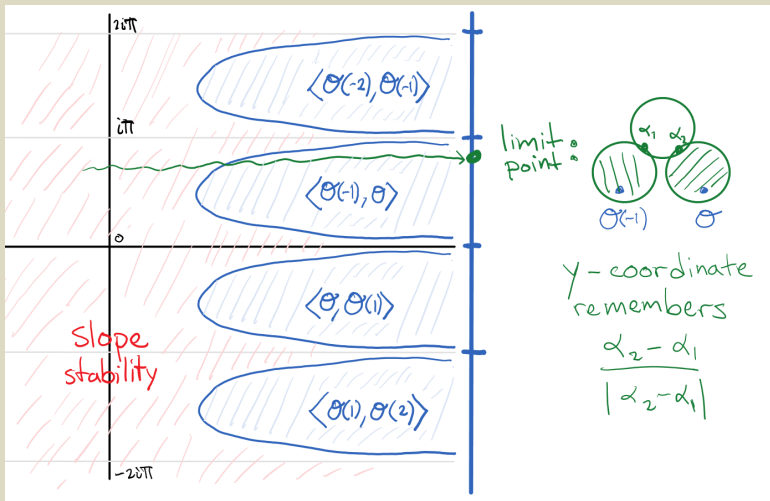 2iπ
⟨O(-2), O(-1)⟩
iπ
⟨O(-1), O⟩
0
⟨O, O(1)⟩
slope
stability
⟨O(1), O(2)⟩
-2iπ
limit
point :
α₁ α₂
O(-1) O
y-coordinate
remembers
α₂ - α₁
|α₂ - α₁|